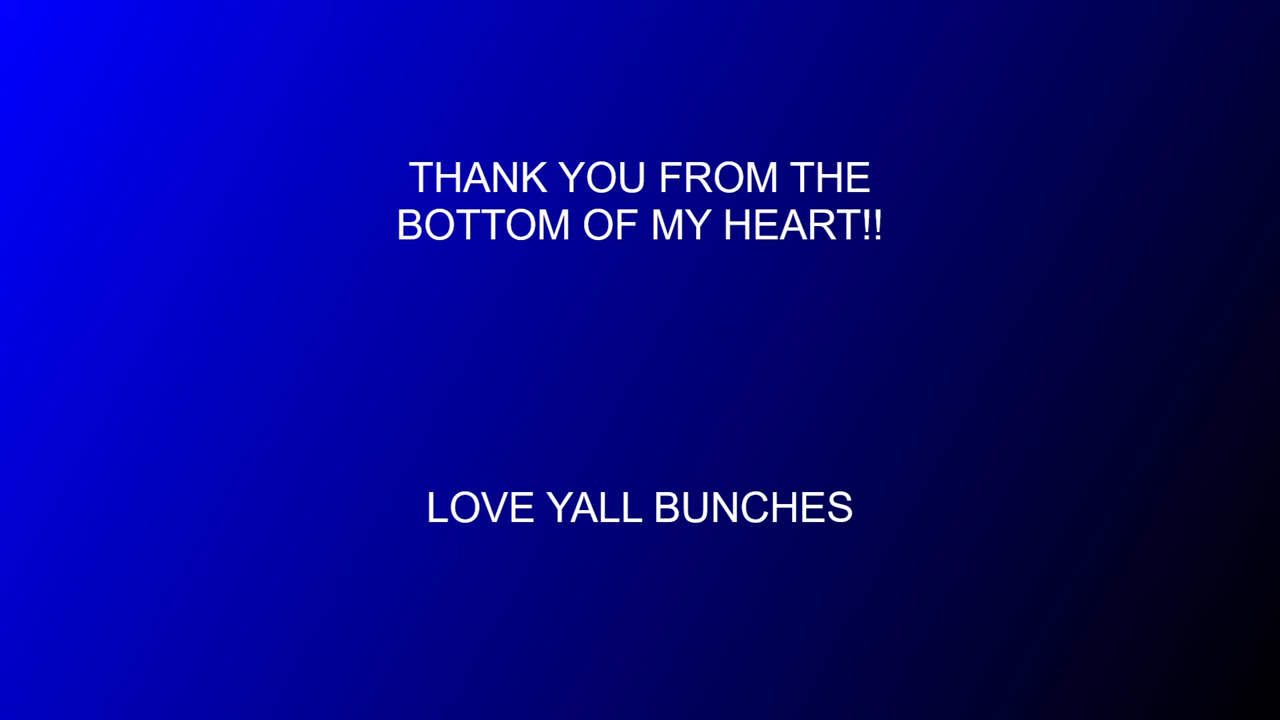 THANK YOU FROM THE
BOTTOM OF MY HEART!!
LOVE YALL BUNCHES